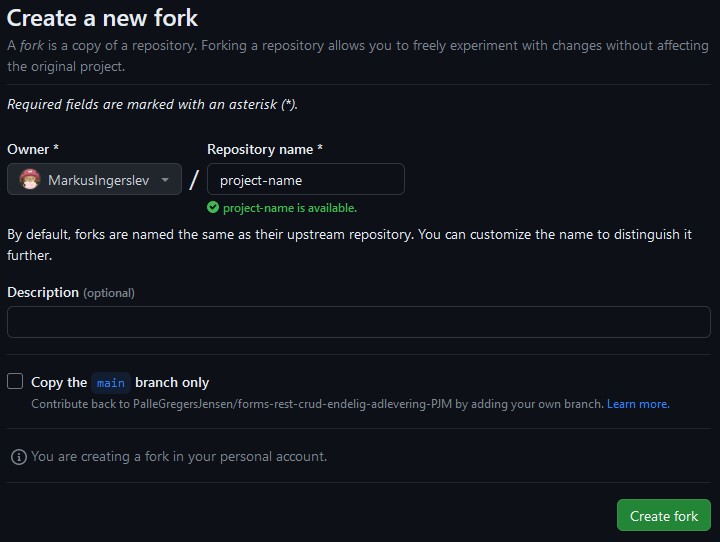 Create a new fork
A fork is a copy of a repository. Forking a repository allows you to freely experiment with changes without affecting
the original project.
Required fields are marked with an asterisk (*).
Owner * Repository name *
MarkusIngerslev / project-name
project-name is available.
By default, forks are named the same as their upstream repository. You can customize the name to distinguish it
further.
Description (optional)
Copy the main branch only
Contribute back to PalleGregersJensen/forms-rest-crud-endelig-adlevering-PJM by adding your own branch. Learn more.
You are creating a fork in your personal account.
Create fork